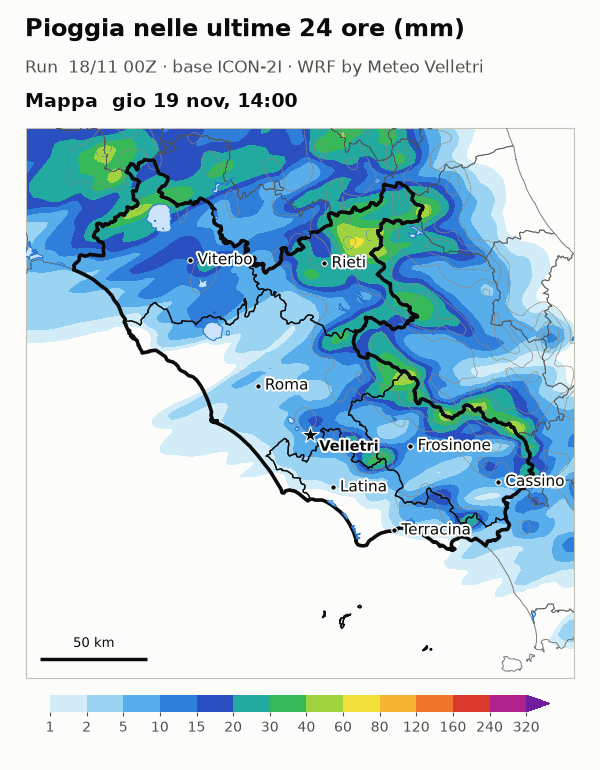 Pioggia nelle ultime 24 ore (mm)
Run 18/11 00Z · base ICON-2I · WRF by Meteo Velletri
Mappa gio 19 nov, 14:00
Viterbo
Rieti
Roma
Velletri
Frosinone
Cassino
Latina
Terracina
50 km
1 2 5 10 15 20 30 40 60 80 120 160 240 320